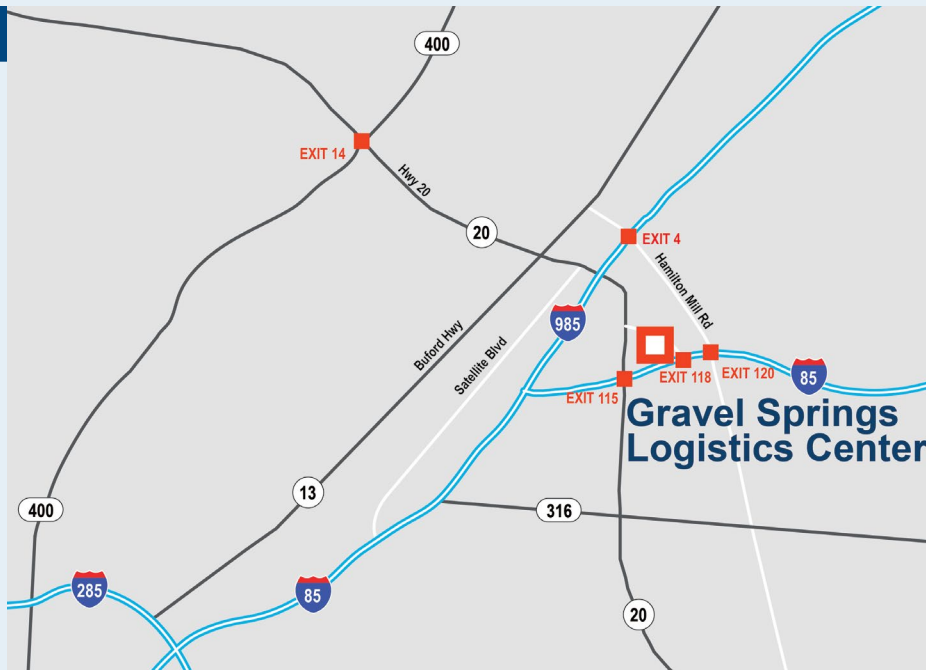 400
EXIT 14
Hwy 20
20
EXIT 4
Hamilton Mill Rd
985
Buford Hwy
Satellite Blvd
EXIT 118
EXIT 120
85
EXIT 115
Gravel Springs
Logistics Center
13
400
316
285
85
20